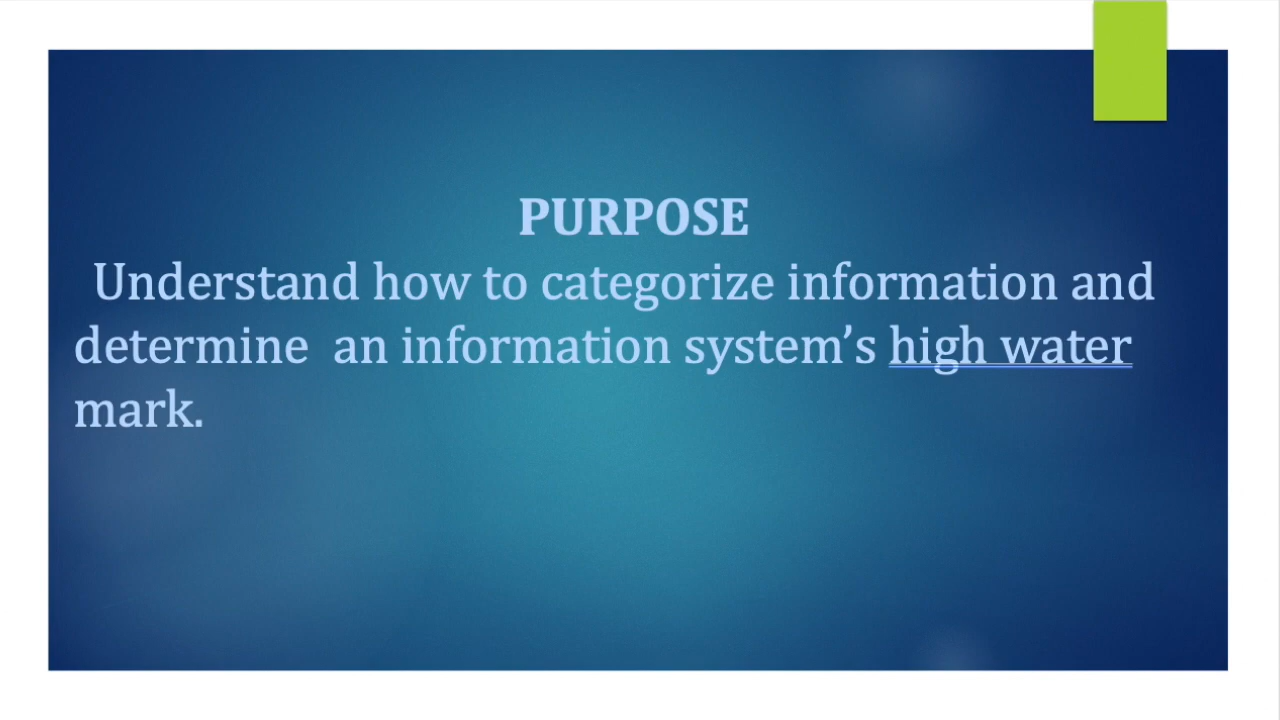 PURPOSE
Understand how to categorize information and
determine  an information system’s high water
mark.